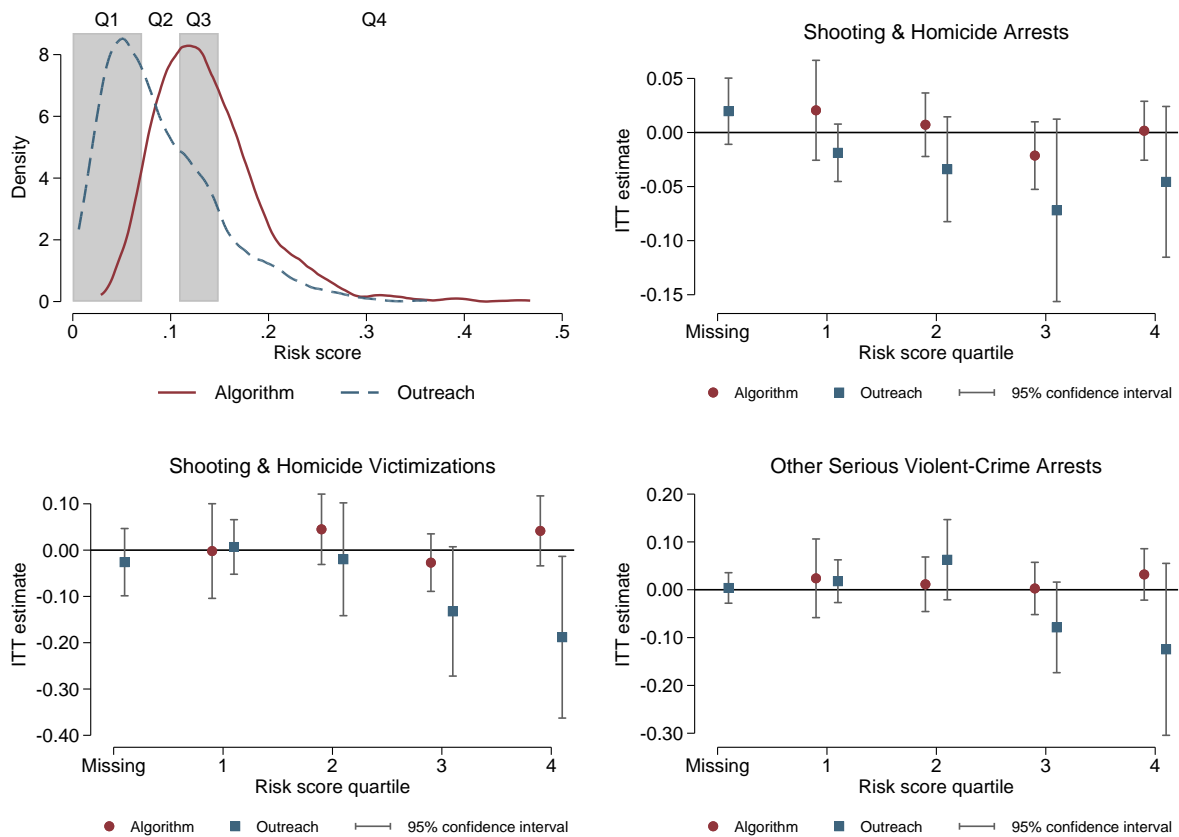 Q1 Q2 Q3 Q4
8
6
4
2
0
Density
0 .1 .2 .3 .4 .5
Risk score
Algorithm Outreach
Shooting & Homicide Arrests
0.05
0.00
-0.05
-0.10
-0.15
ITT estimate
Missing 1 2 3 4
Risk score quartile
Algorithm Outreach 95% confidence interval
Shooting & Homicide Victimizations
0.10
0.00
-0.10
-0.20
-0.30
-0.40
ITT estimate
Missing 1 2 3 4
Risk score quartile
Algorithm Outreach 95% confidence interval
Other Serious Violent-Crime Arrests
0.20
0.10
0.00
-0.10
-0.20
-0.30
ITT estimate
Missing 1 2 3 4
Risk score quartile
Algorithm Outreach 95% confidence interval